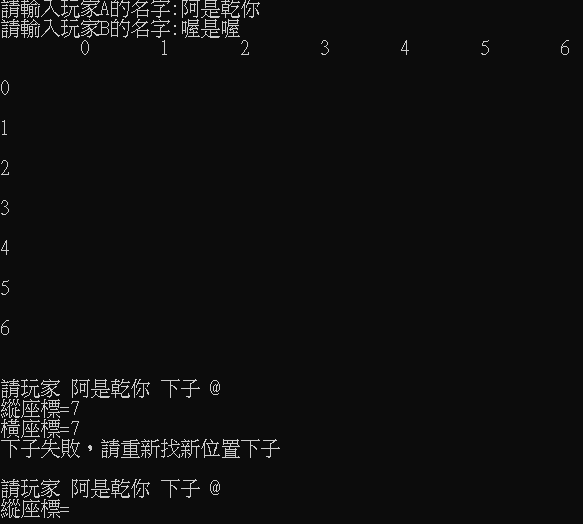 請輸入玩家A的名字:阿是乾你
請輸入玩家B的名字:喔是喔
0 1 2 3 4 5 6
0
1
2
3
4
5
6
請玩家 阿是乾你 下子 @
縱座標=7
橫座標=7
下子失敗，請重新找新位置下子
請玩家 阿是乾你 下子 @
縱座標=